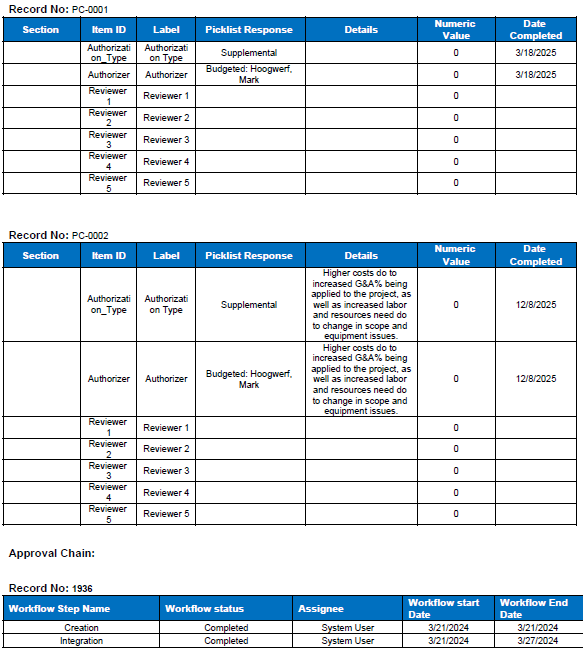 Record No: PC-0001
Section Item ID Label Picklist Response Details Numeric Value Date Completed
Authorizati on_Type Authorizati on Type Supplemental 0 3/18/2025
Authorizer Authorizer Budgeted: Hoogwerf, Mark 0 3/18/2025
Reviewer 1 Reviewer 1 0
Reviewer 2 Reviewer 2 0
Reviewer 3 Reviewer 3 0
Reviewer 4 Reviewer 4 0
Reviewer 5 Reviewer 5 0
Record No: PC-0002
Section Item ID Label Picklist Response Details Numeric Value Date Completed
Authorizati on_Type Authorizati on Type Supplemental Higher costs do to increased G&A% being applied to the project, as well as increased labor and resources need do to change in scope and equipment issues. 0 12/8/2025
Authorizer Authorizer Budgeted: Hoogwerf, Mark Higher costs do to increased G&A% being applied to the project, as well as increased labor and resources need do to change in scope and equipment issues. 0 12/8/2025
Reviewer 1 Reviewer 1 0
Reviewer 2 Reviewer 2 0
Reviewer 3 Reviewer 3 0
Reviewer 4 Reviewer 4 0
Reviewer 5 Reviewer 5 0
Approval Chain:
Record No: 1936
Workflow Step Name Workflow status Assignee Workflow start Date Workflow End Date
Creation Completed System User 3/21/2024 3/21/2024
Integration Completed System User 3/21/2024 3/27/2024